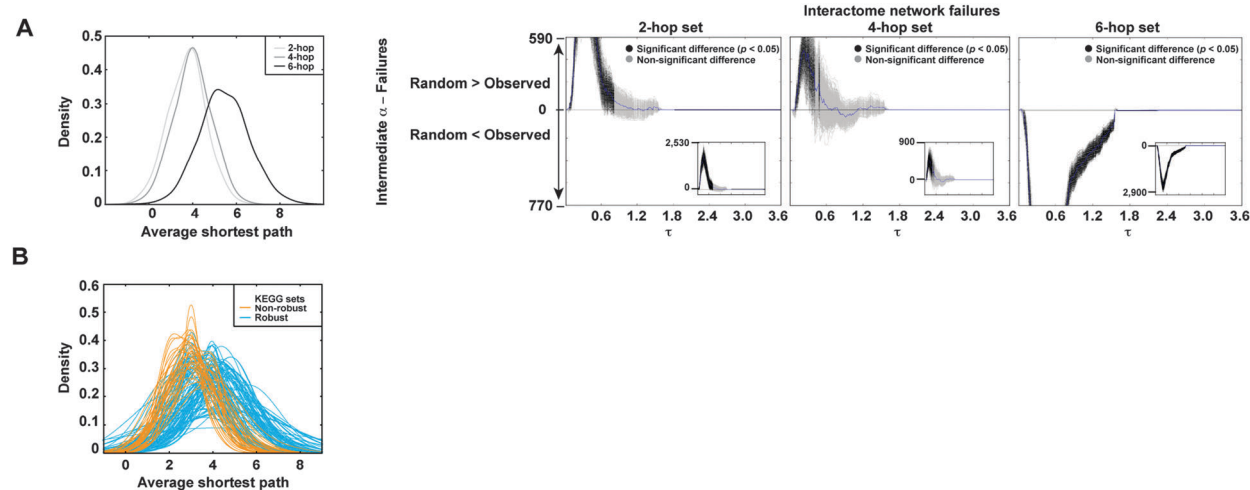 A
0.5
0.4
0.3
0.2
0.1
0
Density
2-hop
4-hop
6-hop
0 4 6 8
Average shortest path
Interactome network failures
2-hop set 4-hop set 6-hop set
Intermediate α – Failures
590
Random > Observed
0
Random < Observed
770
Significant difference (p < 0.05)
Non-significant difference
2,530
0
0.6 1.2 1.8 2.4 3.0 3.6
τ
Significant difference (p < 0.05)
Non-significant difference
900
0
0.6 1.2 1.8 2.4 3.0 3.6
τ
Significant difference (p < 0.05)
Non-significant difference
0
2,900
0.6 1.2 1.8 2.4 3.0 3.6
τ
B
0.6
0.5
0.4
0.3
0.2
0.1
0
Density
KEGG sets
Non-robust
Robust
0 2 4 6 8
Average shortest path